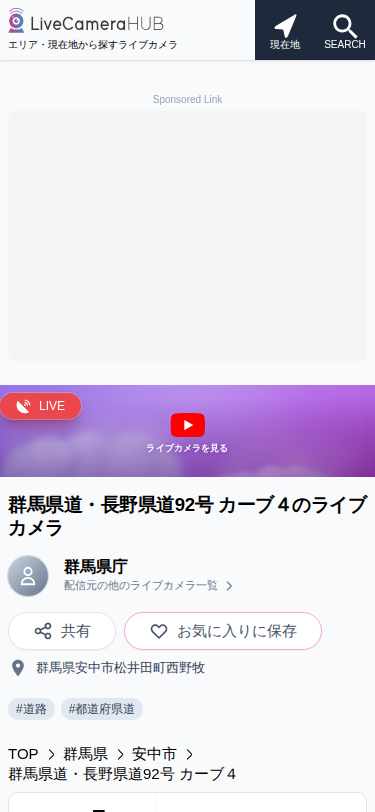 LiveCameraHUB
エリア・現在地から探すライブカメラ
現在地
SEARCH
Sponsored Link
LIVE
ライブカメラを見る
群馬県道・長野県道92号 カーブ４のライブ
カメラ
群馬県庁
配信元の他のライブカメラ一覧
共有
お気に入りに保存
群馬県安中市松井田町西野牧
#道路
#都道府県道
TOP
群馬県
安中市
群馬県道・長野県道92号 カーブ４